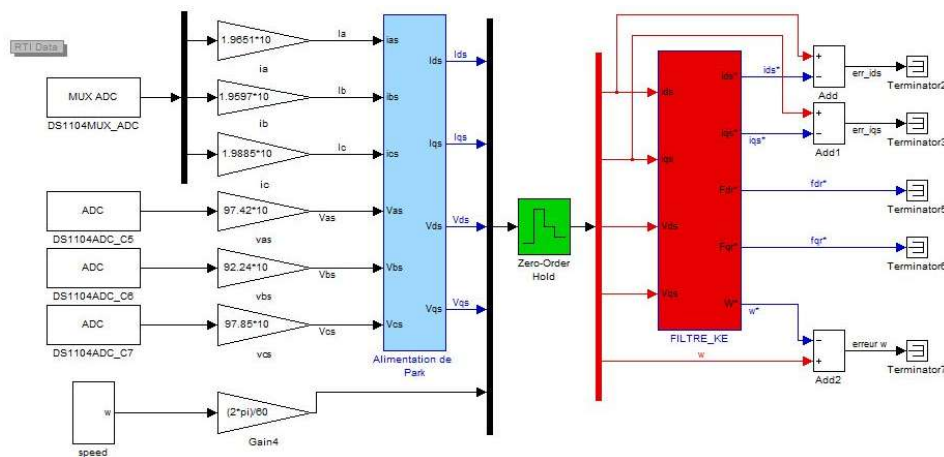 RTI Data
MUX ADC
DS1104MUX_ADC
1.9651*10
ia
Ia
1.9597*10
ib
Ib
1.9885*10
ic
Ic
ADC
DS1104ADC_C5
97.42*10
vas
Vas
ADC
DS1104ADC_C6
92.24*10
vbs
Vbs
ADC
DS1104ADC_C7
97.85*10
vcs
Vcs
w
speed
(2*pi)/60
Gain4
ias
ibs
ics
Vas
Vbs
Vcs
Ids
Iqs
Vds
Vqs
Alimentation de
Park
Ids
Iqs
Vds
Vqs
Zero-Order
Hold
ids
iqs
Vds
Vqs
ids*
iqs*
Fdr*
Fqr*
W*
FILTRE_KE
w
ids*
iqs*
fdr*
fqr*
w*
+
−
Add
err_ids
Terminator2
+
−
Add1
err_iqs
Terminator3
Terminator5
Terminator6
−
+
Add2
erreur w
Terminator7